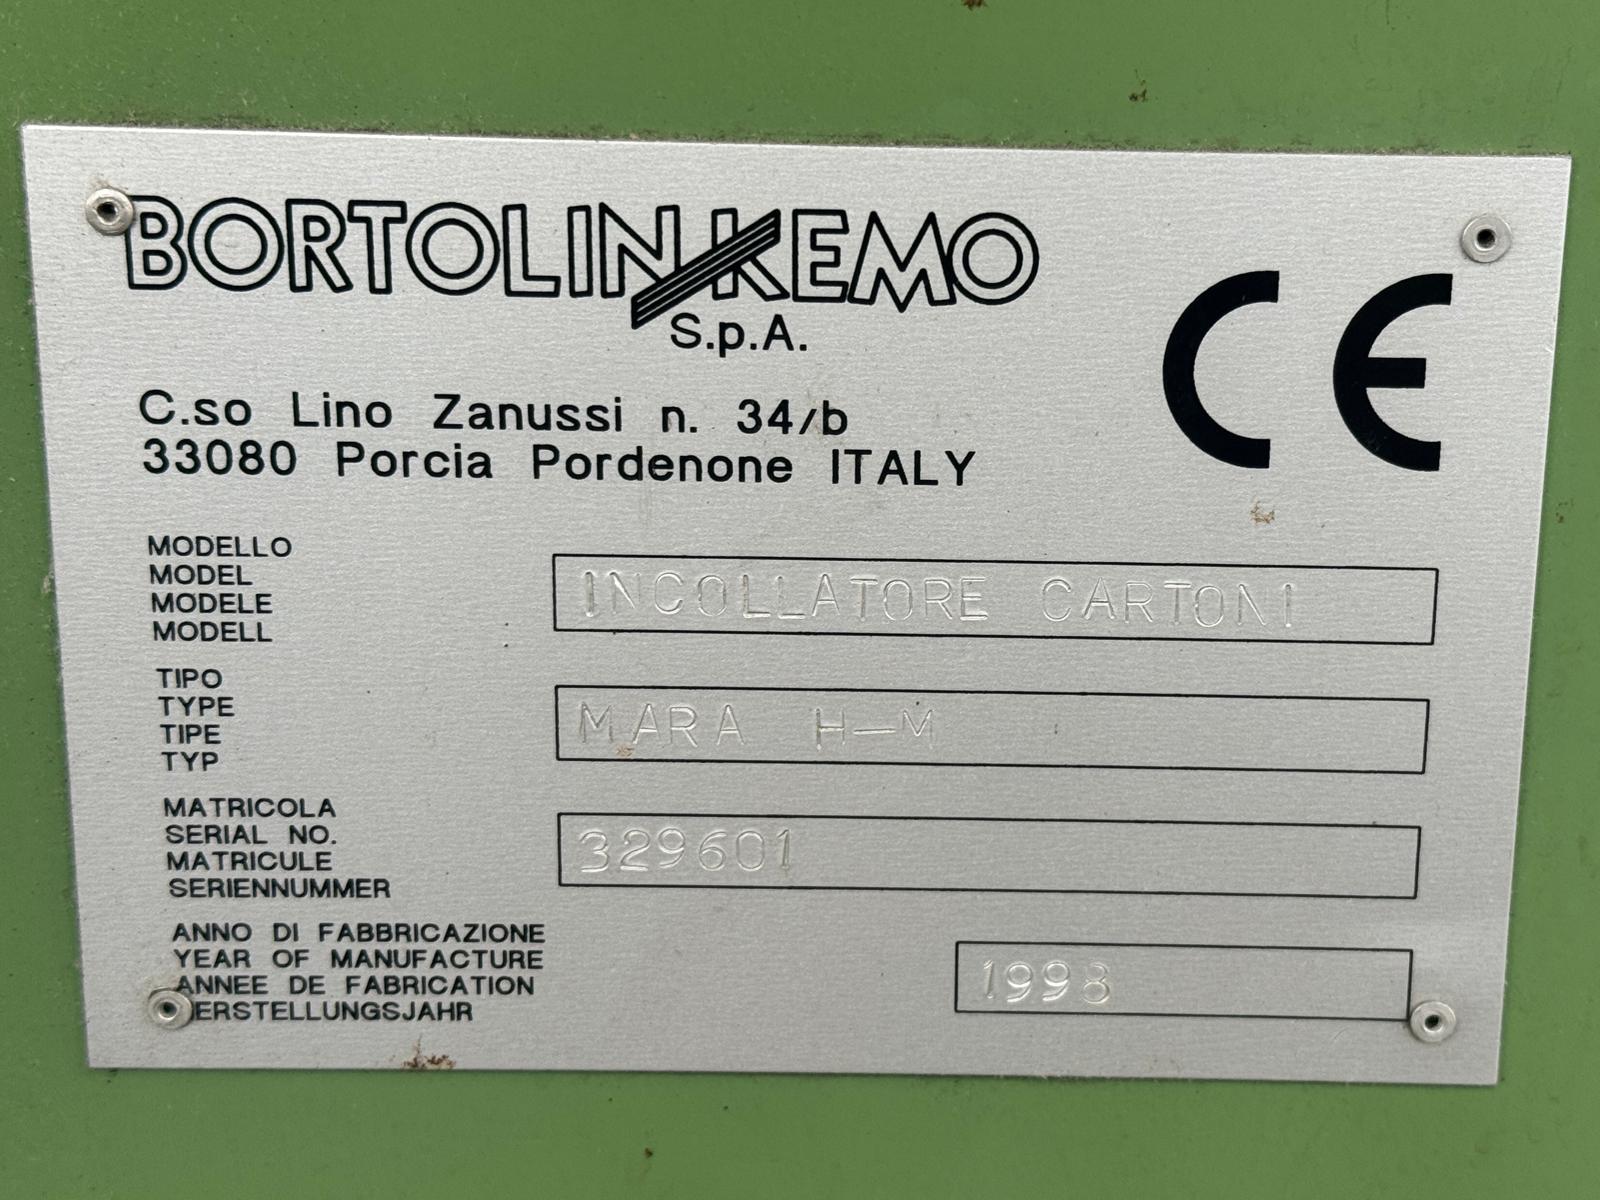 BORTOLIN KEMO
S.p.A.
CE
C.so Lino Zanussi n. 34/b
33080 Porcia Pordenone ITALY
MODELLO
MODEL
MODELE
MODELL
INCOLLATORE CARTONI
TIPO
TYPE
TIPE
TYP
MARA H-M
MATRICOLA
SERIAL NO.
MATRICULE
SERIENNUMMER
329601
ANNO DI FABBRICAZIONE
YEAR OF MANUFACTURE
ANNEE DE FABRICATION
HERSTELLUNGSJAHR
1998